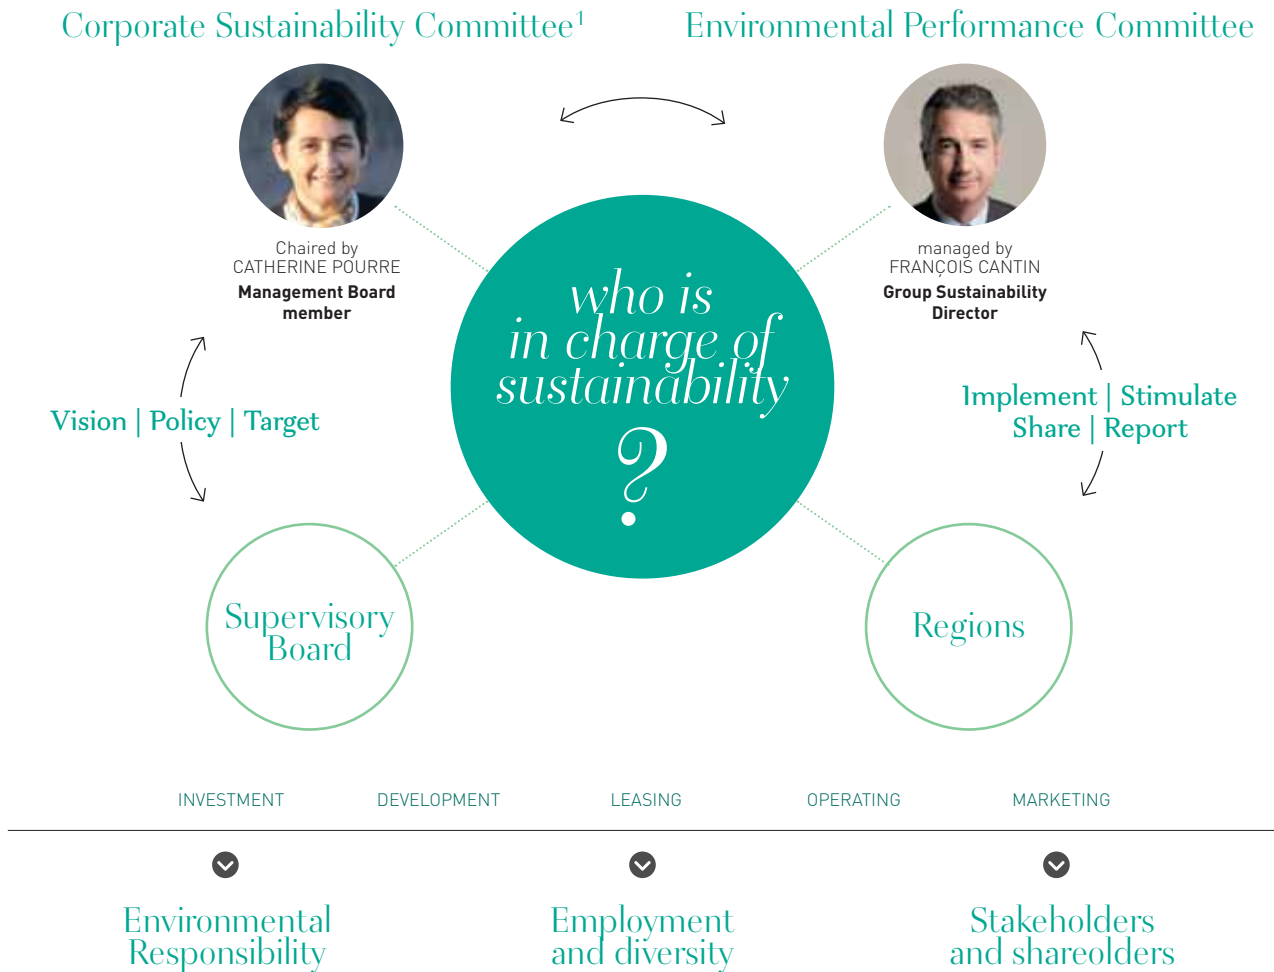 Corporate Sustainability Committee¹
Environmental Performance Committee
Chaired by
CATHERINE POURRE
Management Board
member
managed by
FRANÇOIS CANTIN
Group Sustainability
Director
who is
in charge of
sustainability
?
Vision | Policy | Target
Implement | Stimulate
Share | Report
Supervisory
Board
Regions
INVESTMENT
DEVELOPMENT
LEASING
OPERATING
MARKETING
Environmental
Responsibility
Employment
and diversity
Stakeholders
and shareolders